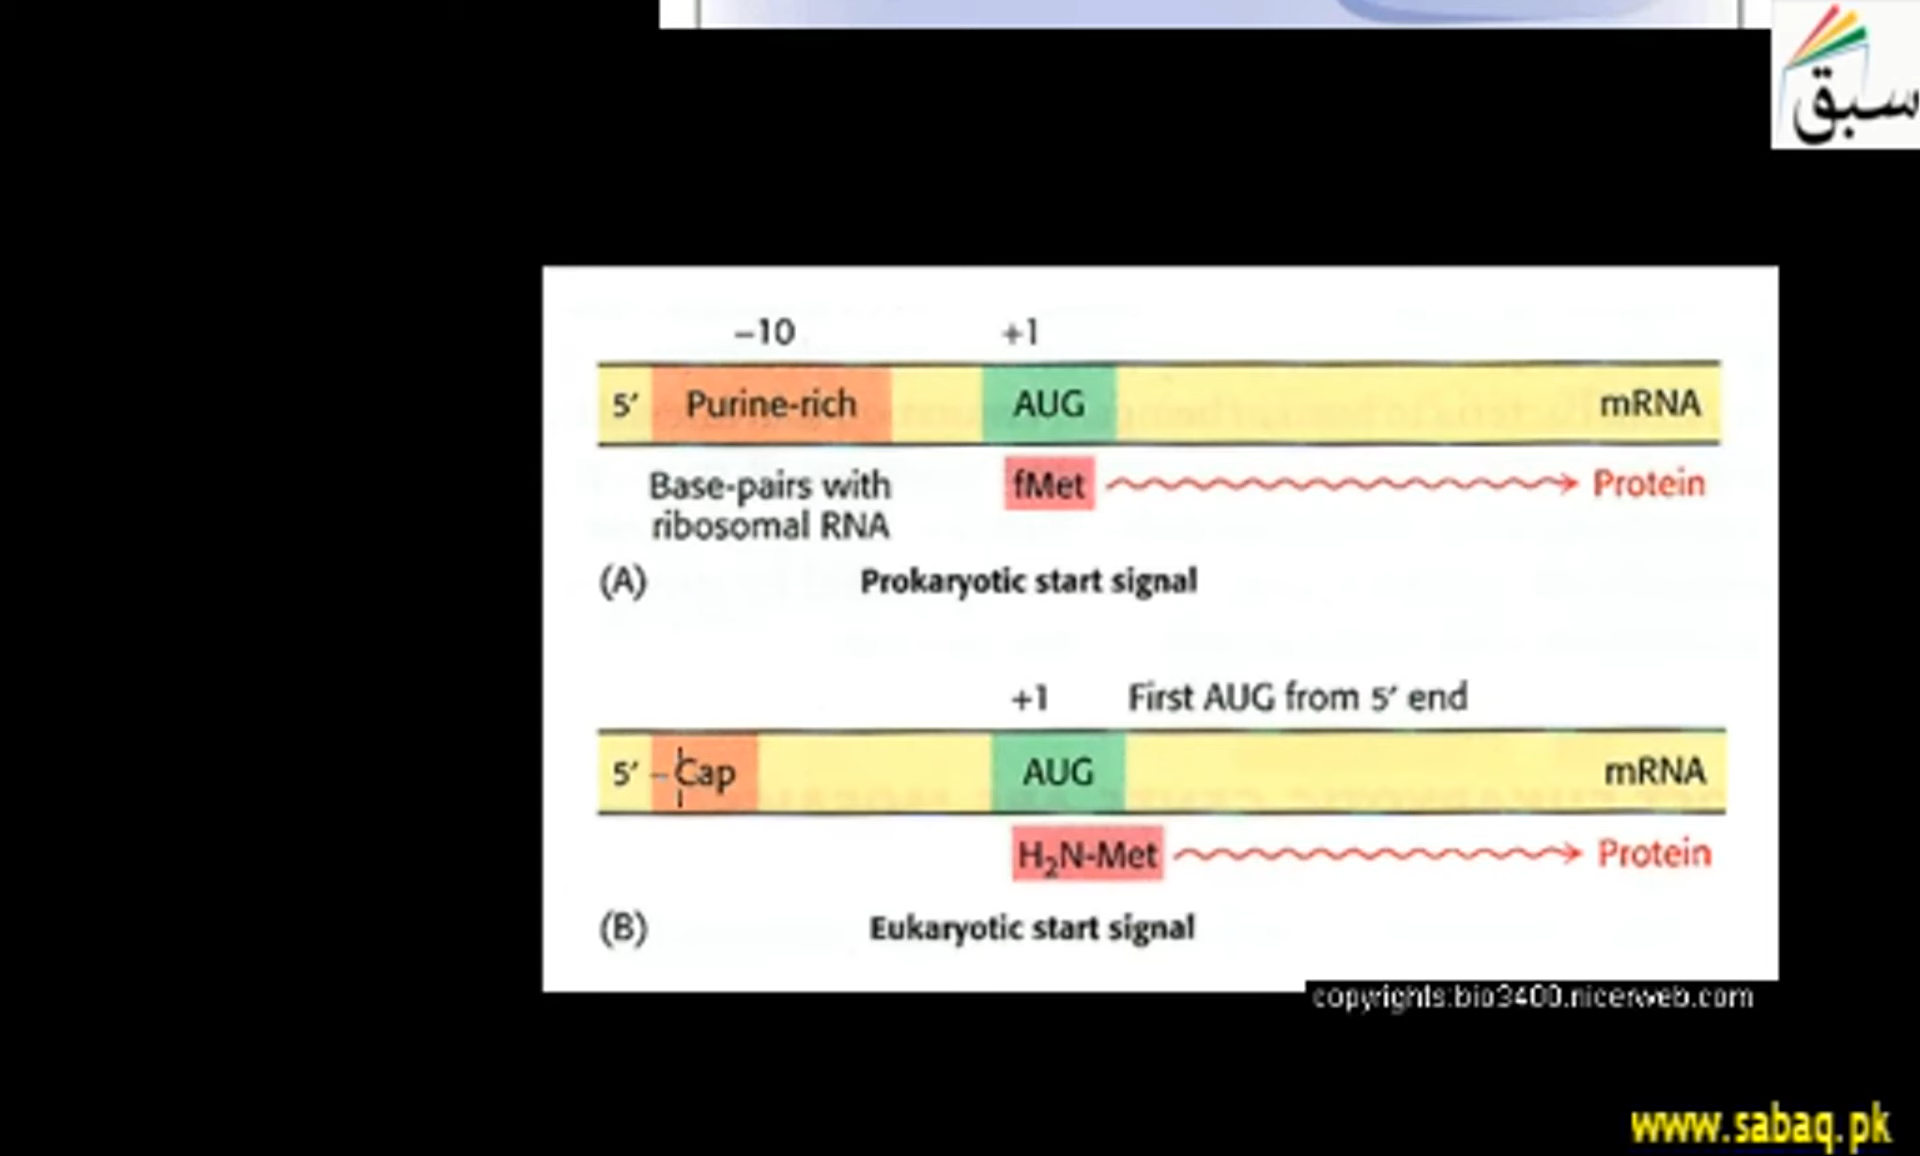 سبق
−10 +1
5′ Purine-rich AUG mRNA
Base-pairs with
ribosomal RNA
fMet Protein
(A) Prokaryotic start signal
+1 First AUG from 5′ end
5′ Cap AUG mRNA
H₂N-Met Protein
(B) Eukaryotic start signal
copyrights:bio3400.nicerweb.com
www.sabaq.pk